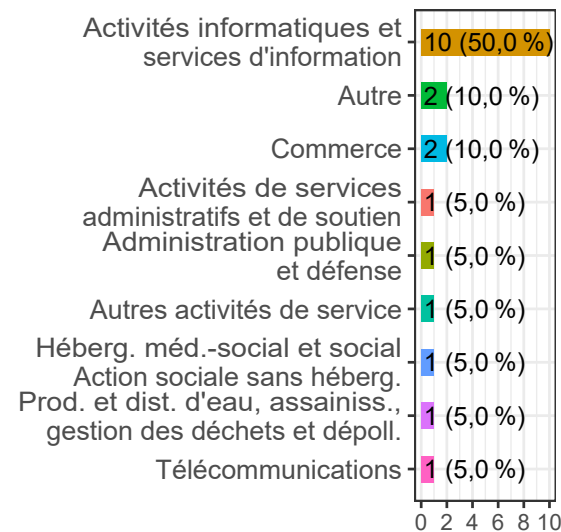 Activités informatiques et
services d'information
10 (50,0 %)
Autre
2 (10,0 %)
Commerce
2 (10,0 %)
Activités de services
administratifs et de soutien
1 (5,0 %)
Administration publique
et défense
1 (5,0 %)
Autres activités de service
1 (5,0 %)
Héberg. méd.-social et social
Action sociale sans héberg.
1 (5,0 %)
Prod. et dist. d'eau, assainiss.,
gestion des déchets et dépoll.
1 (5,0 %)
Télécommunications
1 (5,0 %)
0 2 4 6 8 10